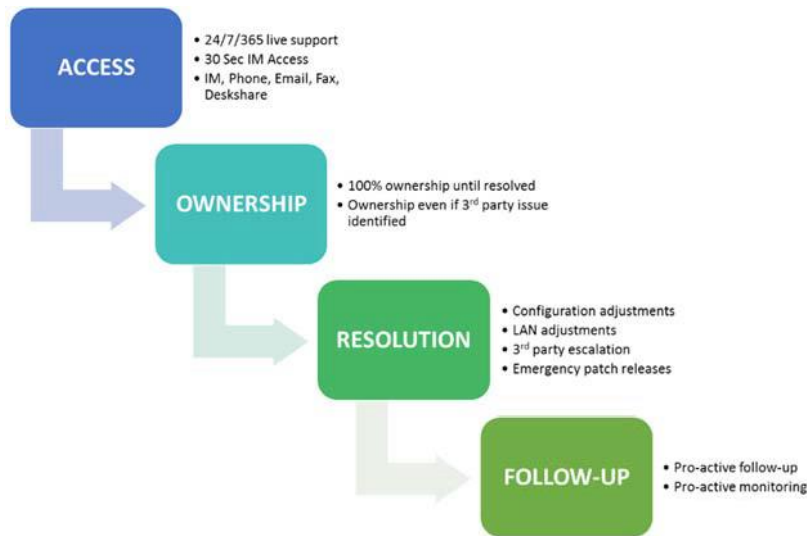 ACCESS
• 24/7/365 live support
• 30 Sec IM Access
• IM, Phone, Email, Fax,
Deskshare
OWNERSHIP
• 100% ownership until resolved
• Ownership even if 3rd party issue
identified
RESOLUTION
• Configuration adjustments
• LAN adjustments
• 3rd party escalation
• Emergency patch releases
FOLLOW-UP
• Pro-active follow-up
• Pro-active monitoring